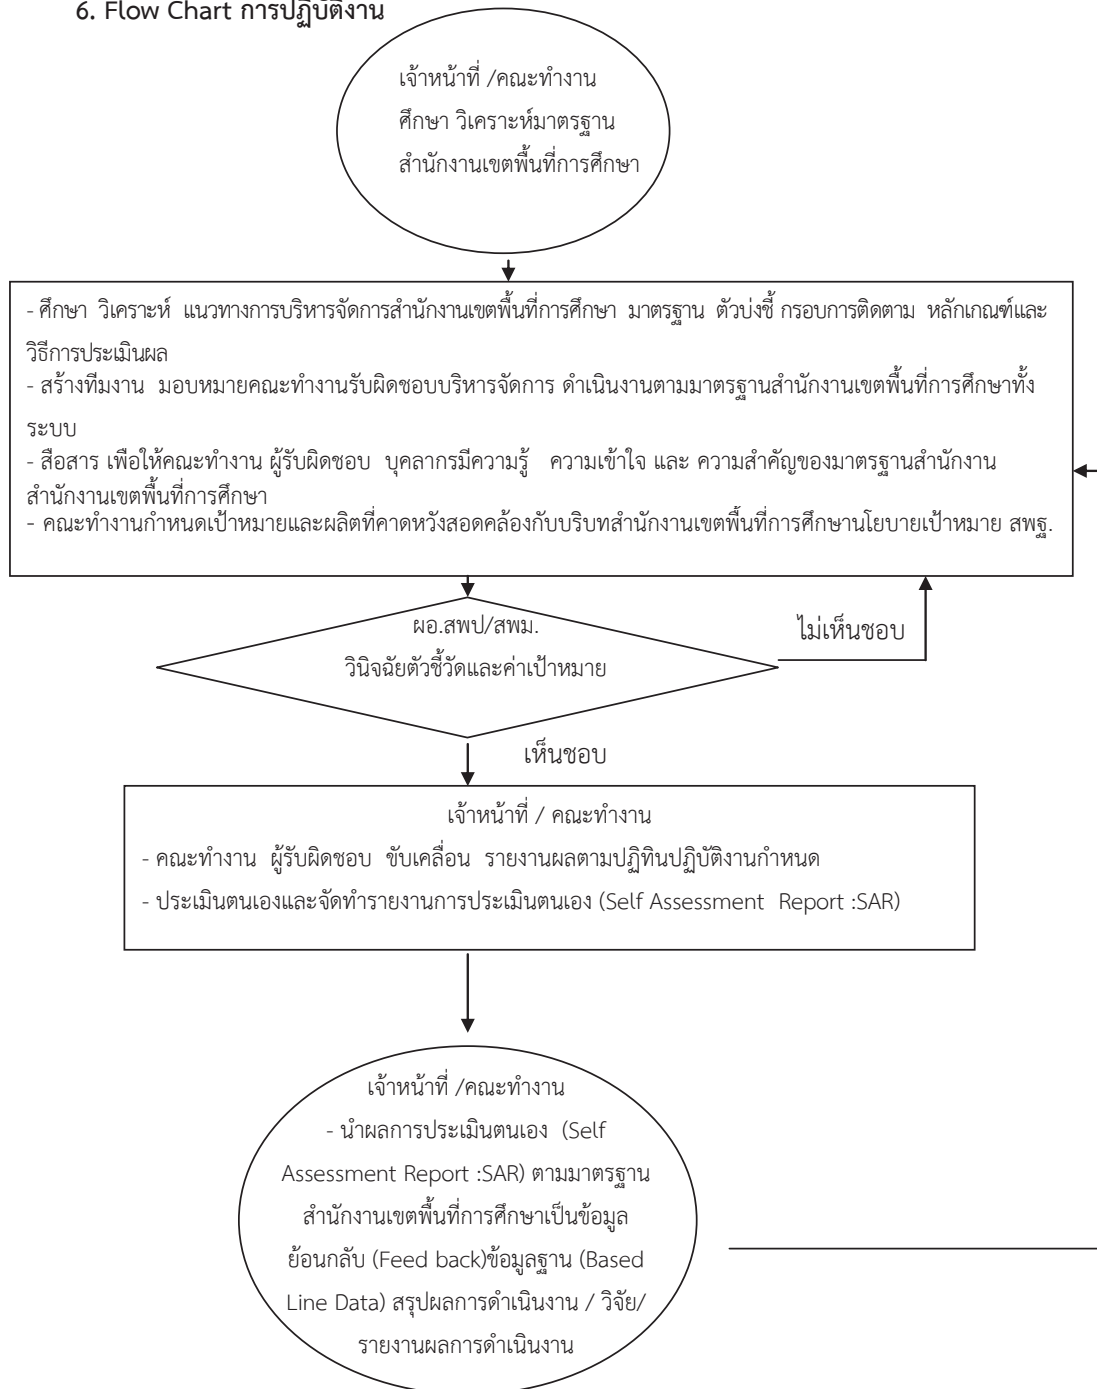 6. Flow Chart การปฏิบัติงาน
เจ้าหน้าที่ /คณะทำงาน
ศึกษา วิเคราะห์มาตรฐาน
สำนักงานเขตพื้นที่การศึกษา
- ศึกษา วิเคราะห์ แนวทางการบริหารจัดการสำนักงานเขตพื้นที่การศึกษา มาตรฐาน ตัวบ่งชี้ กรอบการติดตาม หลักเกณฑ์และ
วิธีการประเมินผล
- สร้างทีมงาน มอบหมายคณะทำงานรับผิดชอบบริหารจัดการ ดำเนินงานตามมาตรฐานสำนักงานเขตพื้นที่การศึกษาทั้ง
ระบบ
- สื่อสาร เพื่อให้คณะทำงาน ผู้รับผิดชอบ บุคลากรมีความรู้ ความเข้าใจ และ ความสำคัญของมาตรฐานสำนักงาน
สำนักงานเขตพื้นที่การศึกษา
- คณะทำงานกำหนดเป้าหมายและผลิตที่คาดหวังสอดคล้องกับบริบทสำนักงานเขตพื้นที่การศึกษานโยบายเป้าหมาย สพฐ.
ผอ.สพป/สพม.
วินิจฉัยตัวชี้วัดและค่าเป้าหมาย
ไม่เห็นชอบ
เห็นชอบ
เจ้าหน้าที่ / คณะทำงาน
- คณะทำงาน ผู้รับผิดชอบ ขับเคลื่อน รายงานผลตามปฏิทินปฏิบัติงานกำหนด
- ประเมินตนเองและจัดทำรายงานการประเมินตนเอง (Self Assessment Report :SAR)
เจ้าหน้าที่ /คณะทำงาน
- นำผลการประเมินตนเอง (Self
Assessment Report :SAR) ตามมาตรฐาน
สำนักงานเขตพื้นที่การศึกษาเป็นข้อมูล
ย้อนกลับ (Feed back)ข้อมูลฐาน (Based
Line Data) สรุปผลการดำเนินงาน / วิจัย/
รายงานผลการดำเนินงาน